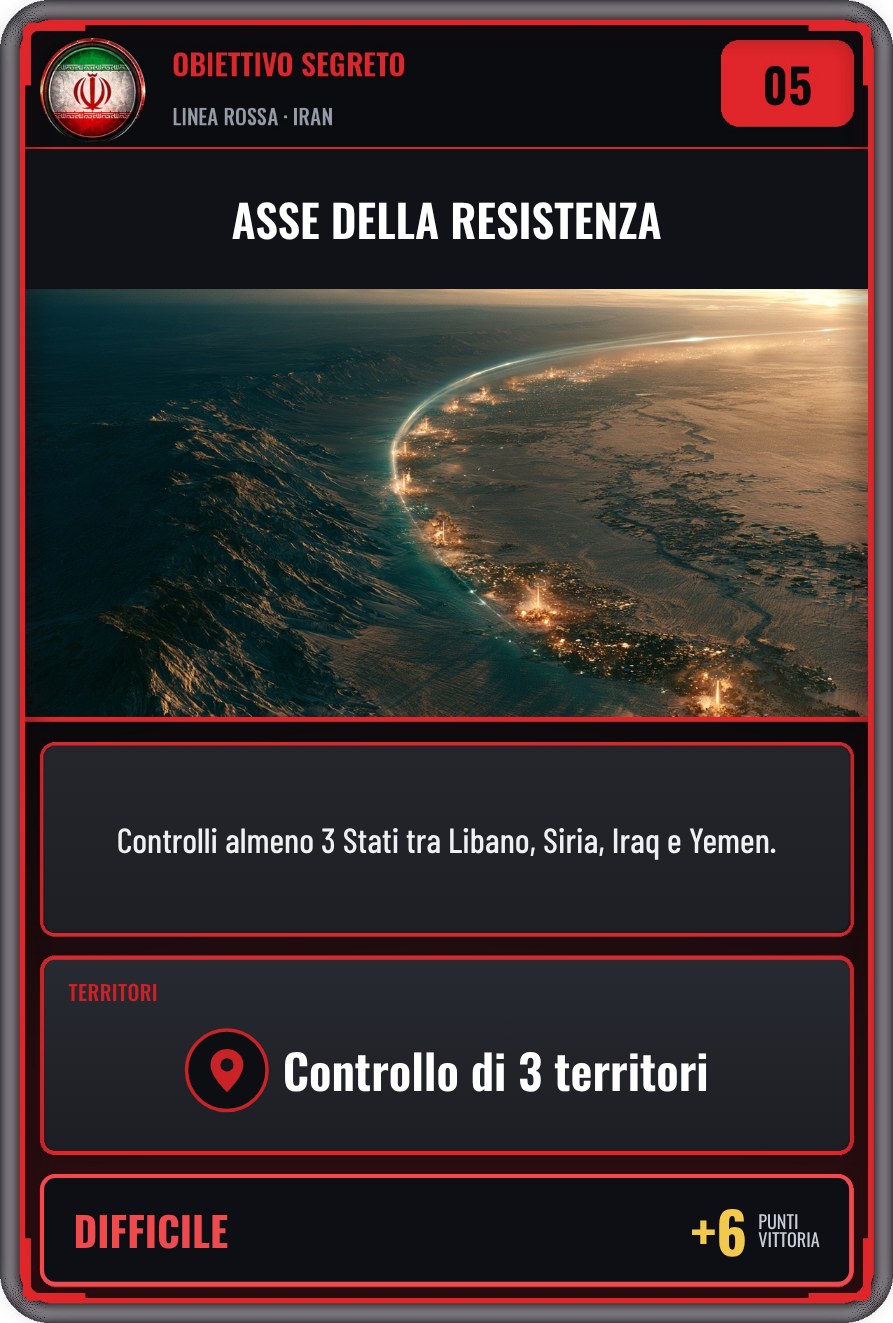 OBIETTIVO SEGRETO
LINEA ROSSA · IRAN
05
ASSE DELLA RESISTENZA
Controlli almeno 3 Stati tra Libano, Siria, Iraq e Yemen.
TERRITORI
Controllo di 3 territori
DIFFICILE
+6
PUNTI
VITTORIA